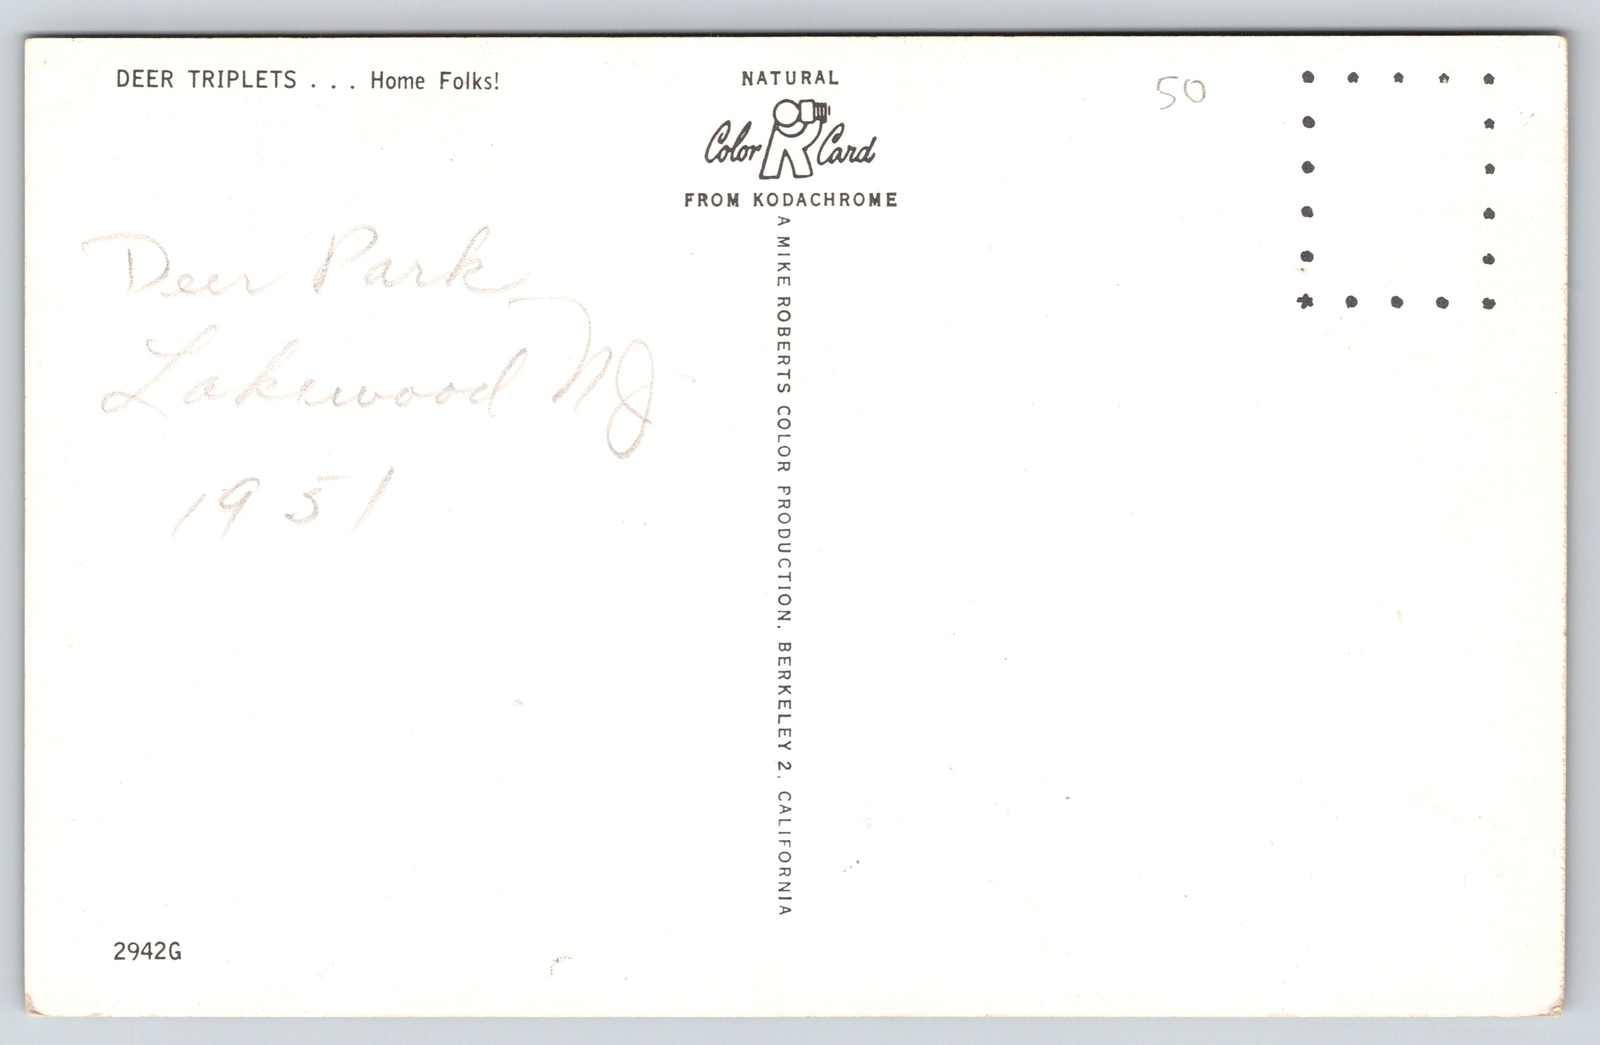 DEER TRIPLETS . . . Home Folks!
NATURAL
Color Card
FROM KODACHROME
50
Deer Park
Lakewood NJ
1951
A MIKE ROBERTS COLOR PRODUCTION, BERKELEY 2, CALIFORNIA
2942G